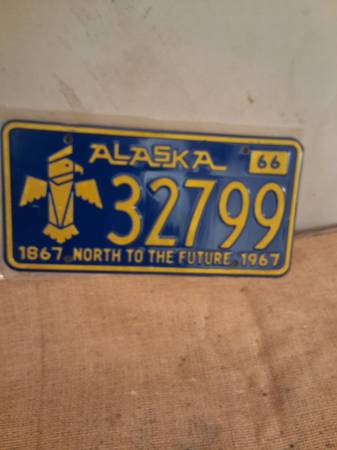 ALASKA 66
32799
1867 NORTH TO THE FUTURE 1967